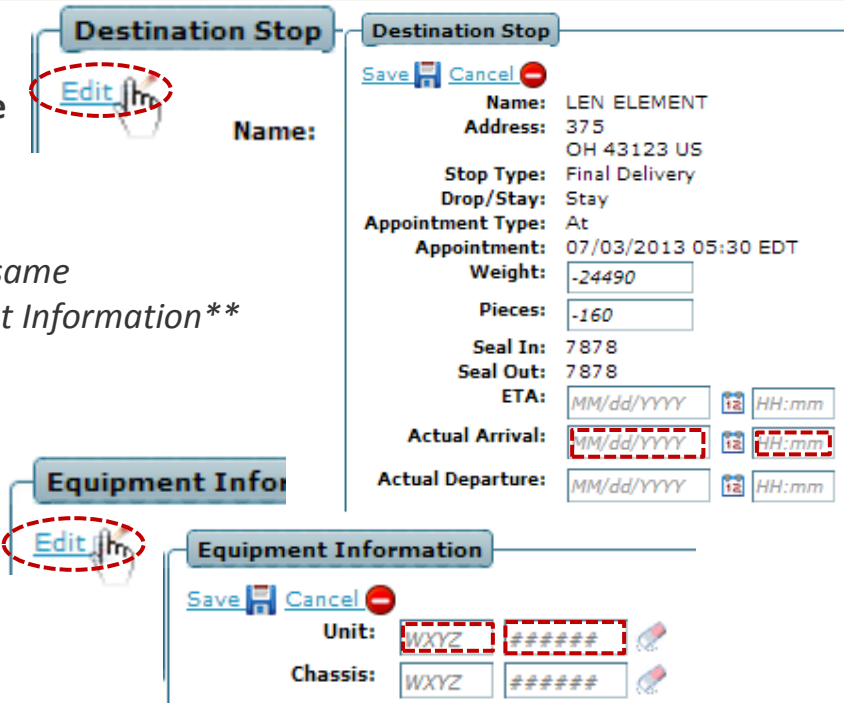 Destination Stop
Edit
Name:
same
t Information**
Destination Stop
Save Cancel
Name: LEN ELEMENT
Address: 375
OH 43123 US
Stop Type: Final Delivery
Drop/Stay: Stay
Appointment Type: At
Appointment: 07/03/2013 05:30 EDT
Weight: -24490
Pieces: -160
Seal In: 7878
Seal Out: 7878
ETA: MM/dd/YYYY 12 HH:mm
Actual Arrival: MM/dd/YYYY 12 HH:mm
Actual Departure: MM/dd/YYYY 12 HH:mm
Equipment Infor
Edit
Equipment Information
Save Cancel
Unit: WXYZ ######
Chassis: WXYZ ######